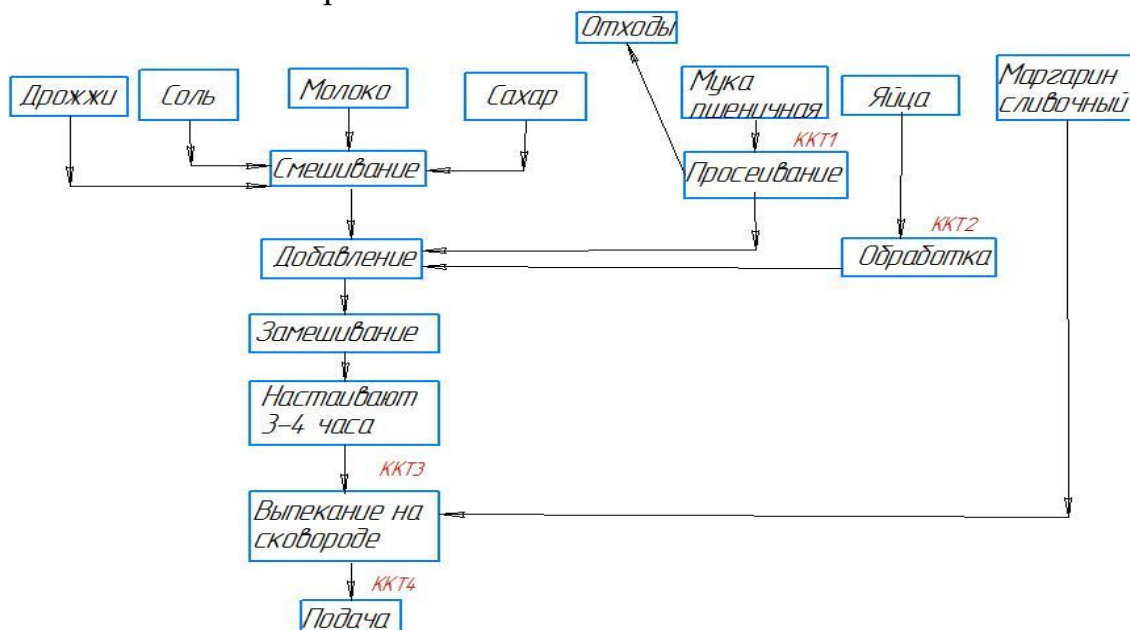 Отходы
Дрожжи
Соль
Молоко
Сахар
Мука
пшеничная
Яйца
Маргарин
сливочный
ККТ1
Смешивание
Просеивание
ККТ2
Добавление
Обработка
Замешивание
Настаивают
3-4 часа
ККТ3
Выпекание на
сковороде
ККТ4
Подача